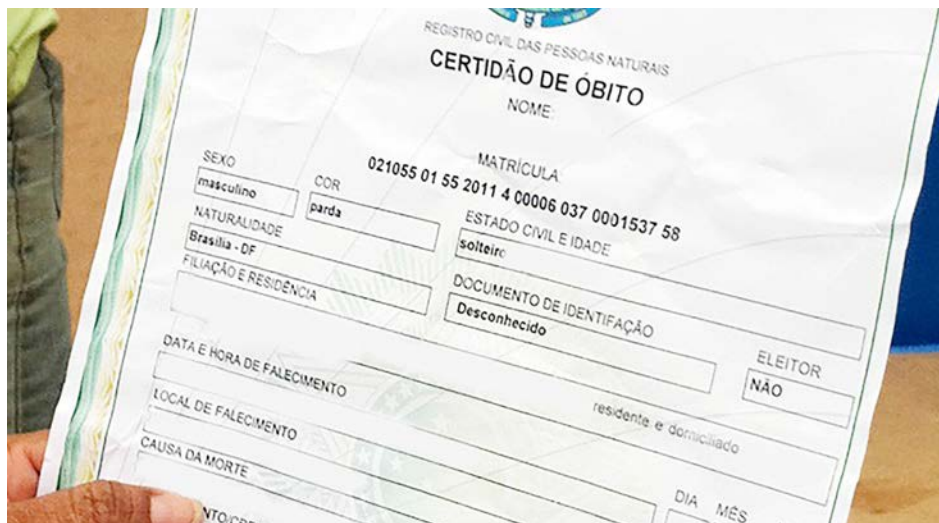 REGISTRO CIVIL DAS PESSOAS NATURAIS
CERTIDÃO DE ÓBITO
NOME:
MATRÍCULA
021055 01 55 2011 4 00006 037 0001537 58
SEXO
masculino
COR
parda
ESTADO CIVIL E IDADE
solteiro
NATURALIDADE
Brasília - DF
DOCUMENTO DE IDENTIFAÇÃO
Desconhecido
ELEITOR
NÃO
FILIAÇÃO E RESIDÊNCIA
residente e domiciliado
DATA E HORA DE FALECIMENTO
DIA MÊS
LOCAL DE FALECIMENTO
CAUSA DA MORTE